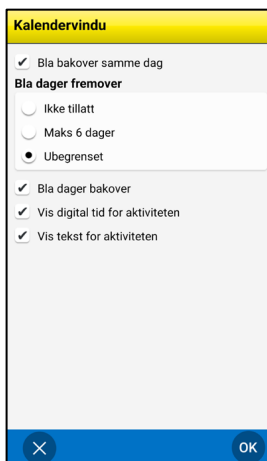 Kalendervindu
Bla bakover samme dag
Bla dager fremover
Ikke tillatt
Maks 6 dager
Ubegrenset
Bla dager bakover
Vis digital tid for aktiviteten
Vis tekst for aktiviteten
OK